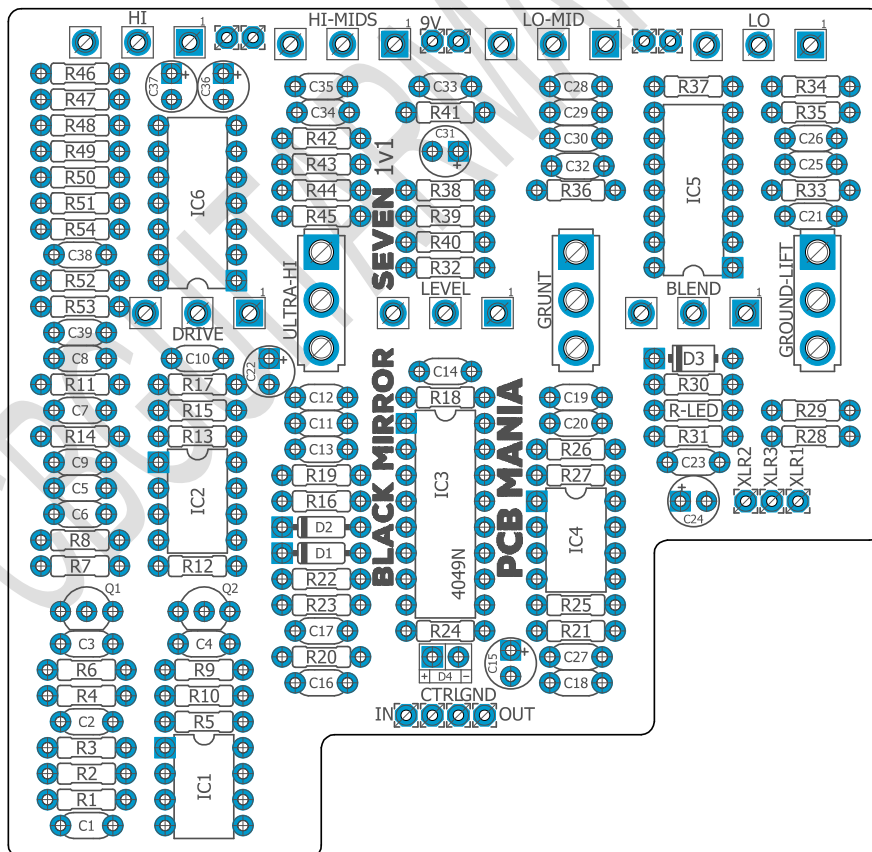 HI
1
HI-MIDS
1
9V
LO-MID
1
LO
1
R46
C37
+
C36
+
C35
C33
C28
R37
R34
R47
C34
R41
C29
R35
R48
R42
C31
+
C30
C26
R49
R43
C32
C25
R50
IC6
R44
R38
R36
IC5
R33
R51
R45
R39
C21
R54
R40
C38
R32
R52
R53
ULTRA-HI
SEVEN 1v1
GRUNT
GROUND-LIFT
1
LEVEL
1
BLEND
1
C39
DRIVE
C8
C10
C22
+
D3
R11
R17
C14
R30
C7
R15
C12
R18
C19
R-LED
R29
R14
R13
C11
C20
R31
R28
C9
C13
R26
C23
C5
IC2
R19
IC3
R27
XLR2
XLR3
XLR1
C6
R16
+
C24
R8
D2
IC4
R7
R12
D1
BLACK MIRROR
PCB MANIA
4049N
R22
Q1
Q2
R23
R25
C3
C4
C17
R24
R21
R6
R9
R20
C15
+
C27
R4
R10
C16
+ D4 −
C18
C2
R5
CTRL
GND
IN
OUT
R3
R2
IC1
R1
C1